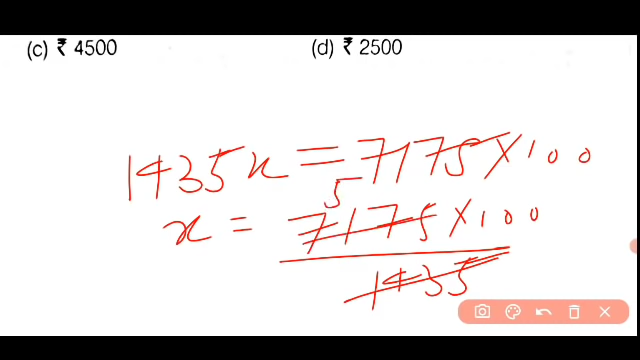 (c) ₹ 4500 (d) ₹ 2500
1435x = 7175×100
5
x = 7175×100
1435